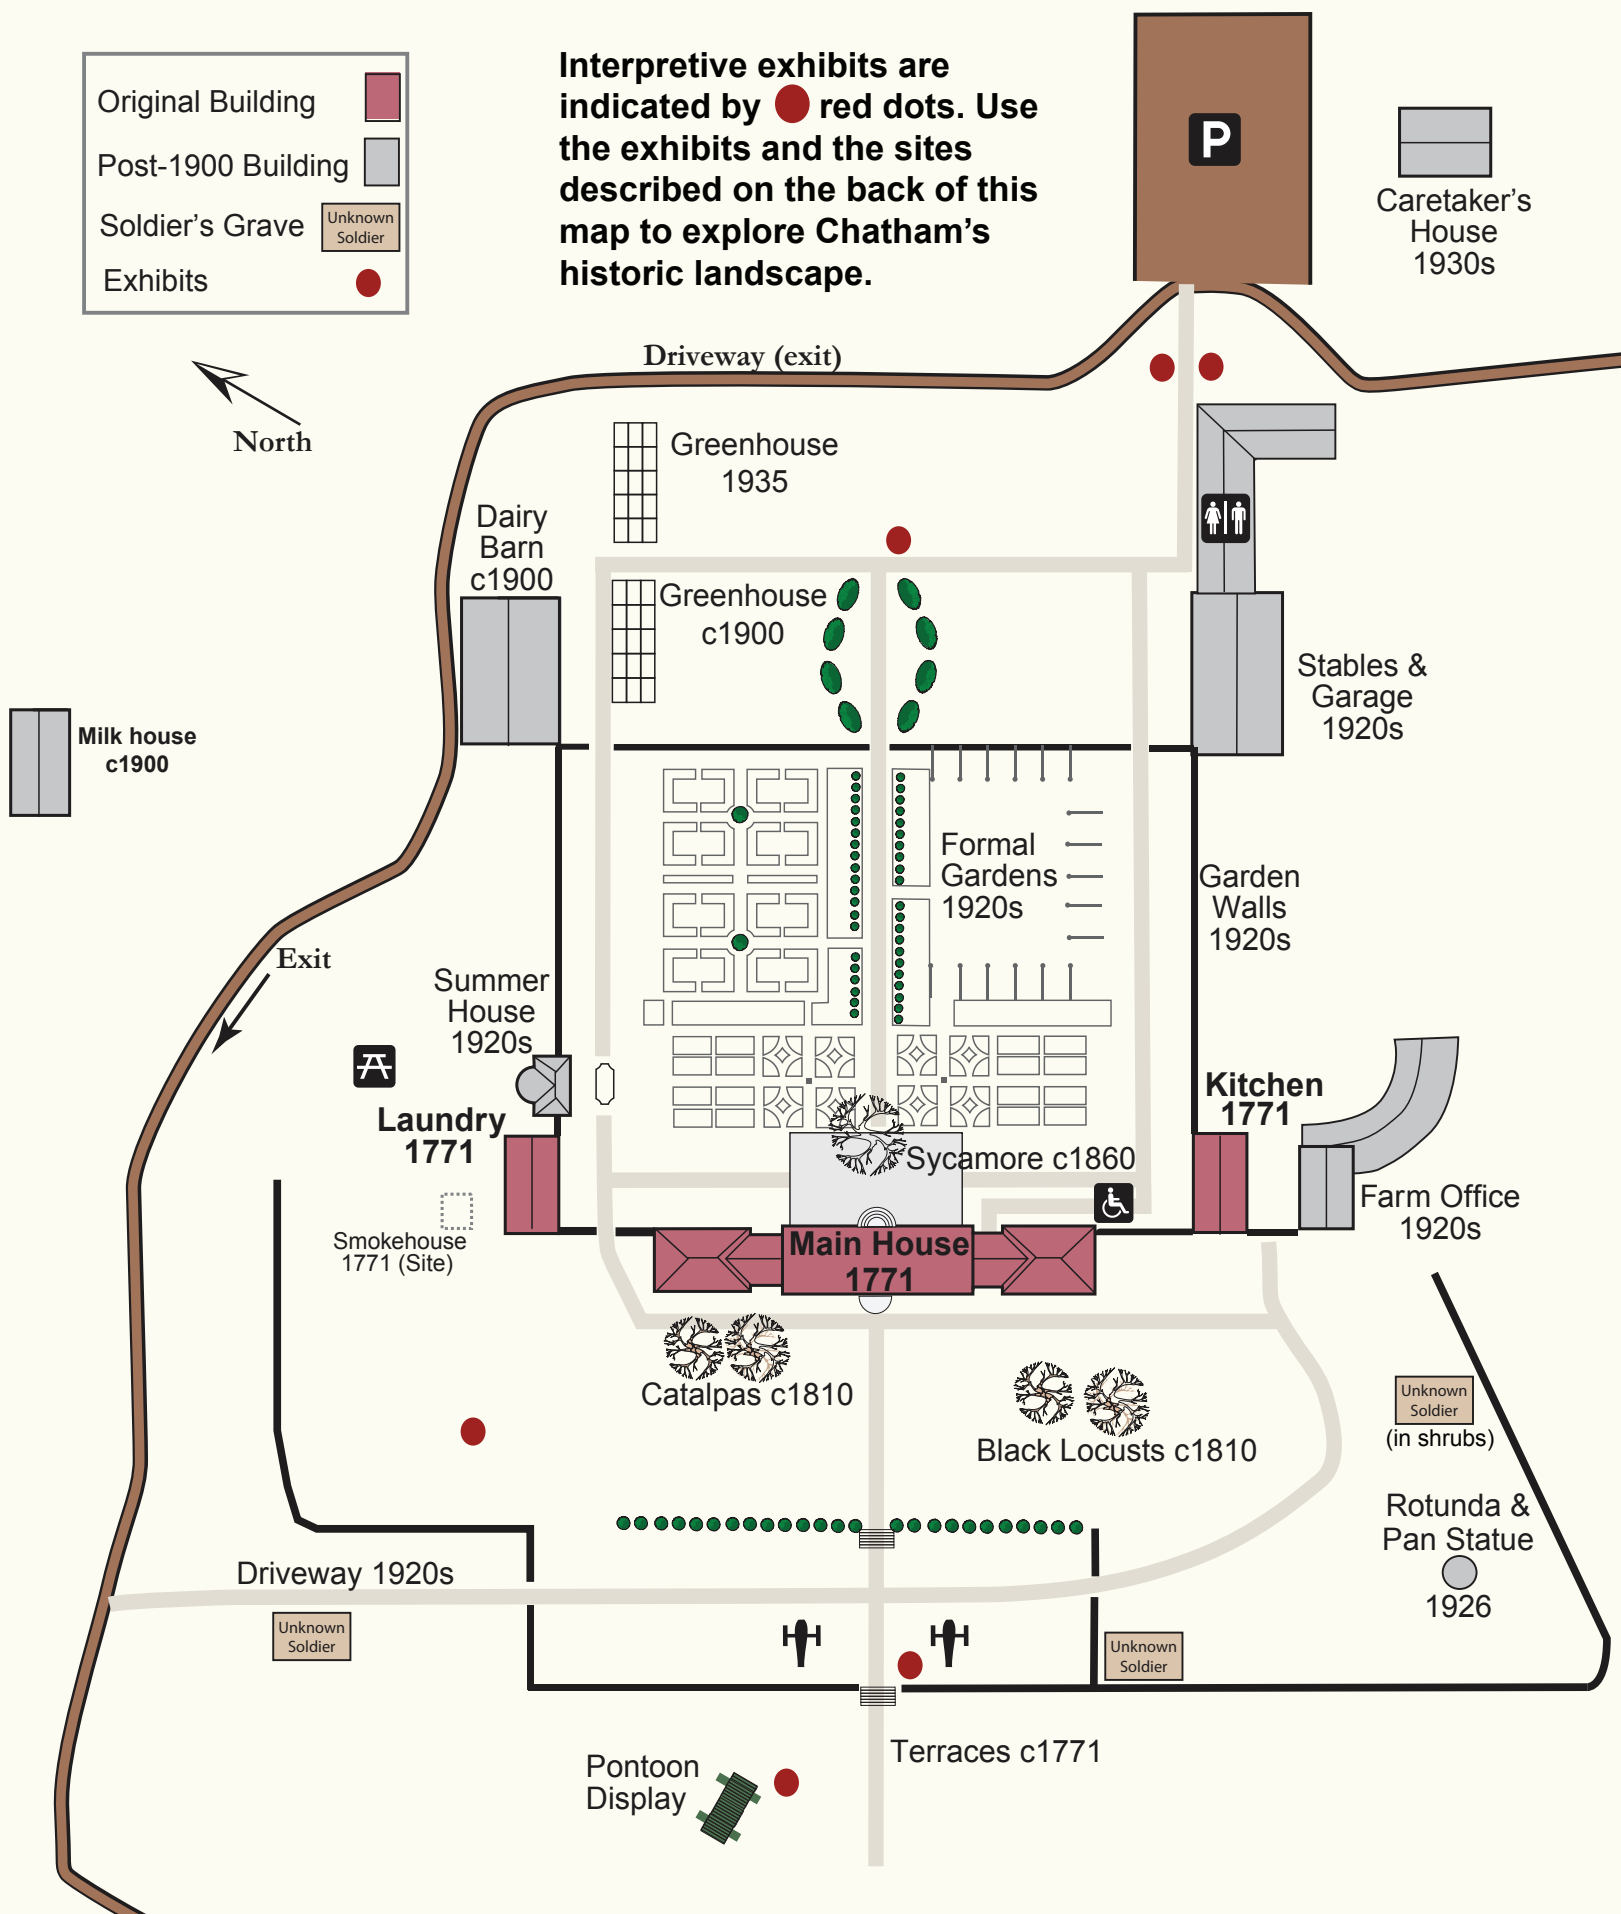 Original Building
Post-1900 Building
Soldier's Grave
Unknown
Soldier
Exhibits
Interpretive exhibits are
indicated by red dots. Use
the exhibits and the sites
described on the back of this
map to explore Chatham's
historic landscape.
P
Caretaker's
House
1930s
Driveway (exit)
North
Greenhouse
1935
Dairy
Barn
c1900
Greenhouse
c1900
Stables &
Garage
1920s
Milk house
c1900
Formal
Gardens
1920s
Garden
Walls
1920s
Exit
Summer
House
1920s
Laundry
1771
Kitchen
1771
Sycamore c1860
Farm Office
1920s
Smokehouse
1771 (Site)
Main House
1771
Catalpas c1810
Black Locusts c1810
Unknown
Soldier
(in shrubs)
Rotunda &
Pan Statue
1926
Driveway 1920s
Unknown
Soldier
Unknown
Soldier
Terraces c1771
Pontoon
Display